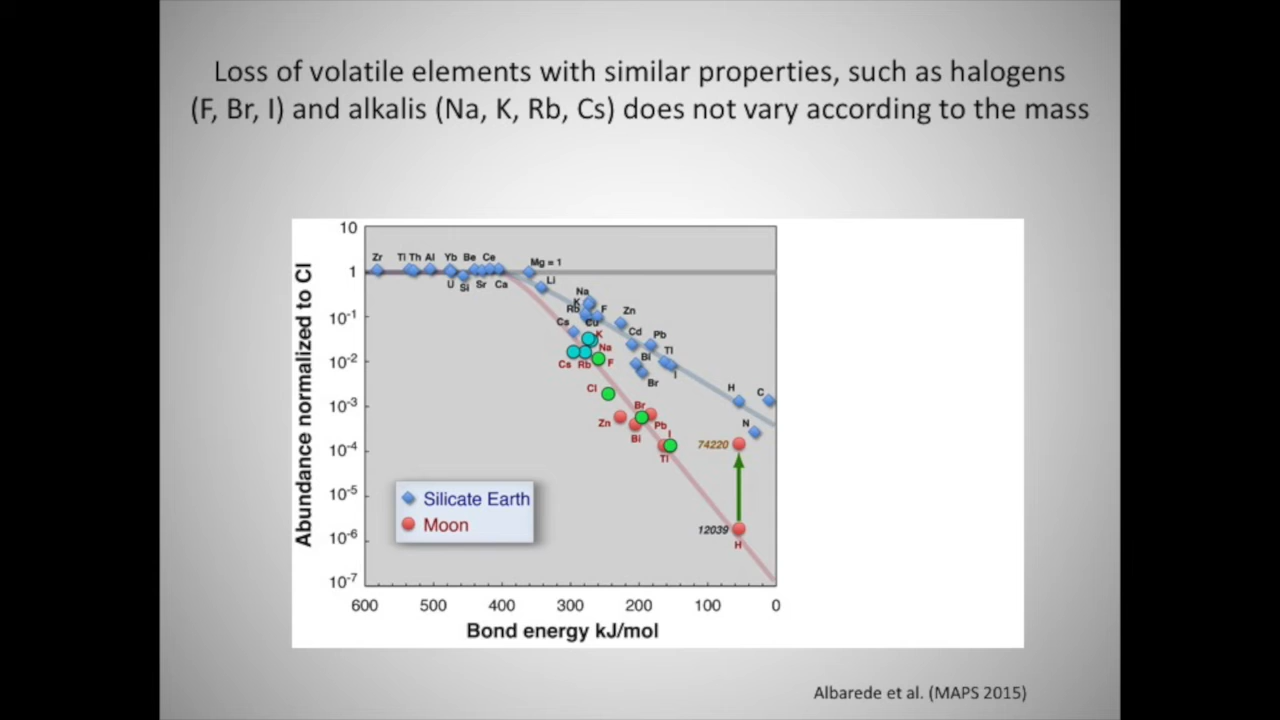 Loss of volatile elements with similar properties, such as halogens
(F, Br, I) and alkalis (Na, K, Rb, Cs) does not vary according to the mass
Abundance normalized to CI
10
1
10-1
10-2
10-3
10-4
10-5
10-6
10-7
Zr
Ti Th Al
Yb Be Ce
U Si Sr Ca
Mg = 1
Li
Na
K
Rb
F
Zn
Cs
Cu
K
Cd
Pb
Na
Cs Rb F
Bi
Tl
I
Br
Cl
H
C
Br
Zn
Pb
N
Bi
I
Tl
74220
12039
H
Silicate Earth
Moon
600 500 400 300 200 100 0
Bond energy kJ/mol
Albarede et al. (MAPS 2015)